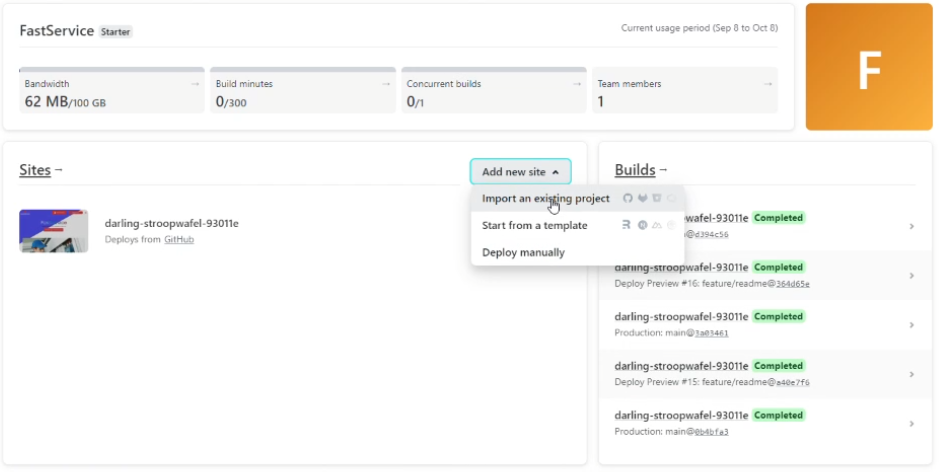 FastService Starter
Current usage period (Sep 8 to Oct 8)
F
Bandwidth →
62 MB/100 GB
Build minutes →
0/300
Concurrent builds →
0/1
Team members →
1
Sites →
Add new site
Import an existing project
Start from a template
Deploy manually
darling-stroopwafel-93011e
Deploys from GitHub
Builds →
-stroopwafel-93011e Completed
@d394c56
darling-stroopwafel-93011e Completed
Deploy Preview #16: feature/readme@364d65e
darling-stroopwafel-93011e Completed
Production: main@3a03461
darling-stroopwafel-93011e Completed
Deploy Preview #15: feature/readme@a40e7f6
darling-stroopwafel-93011e Completed
Production: main@0b4bfa3